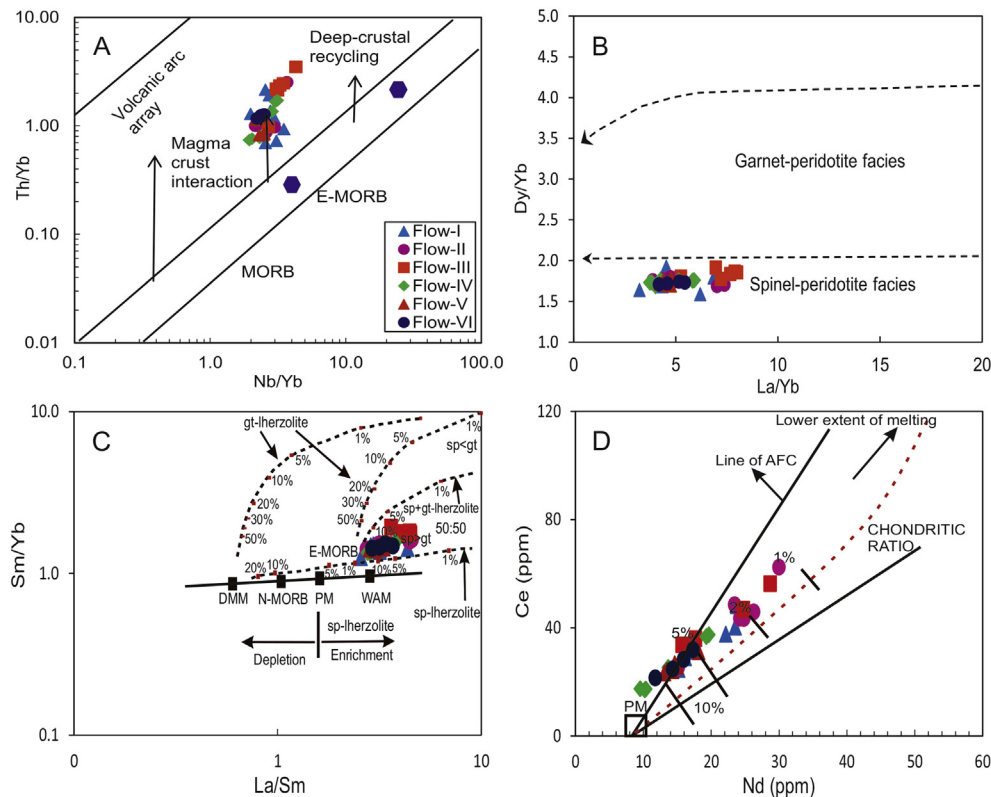 A
10.00
1.00
0.10
0.01
Th/Yb
0.1
1.0
10.0
100.0
Nb/Yb
Volcanic arc
array
Magma
crust
interaction
Deep-crustal
recycling
E-MORB
MORB
Flow-I
Flow-II
Flow-III
Flow-IV
Flow-V
Flow-VI
B
5.0
4.5
4.0
3.5
3.0
2.5
2.0
1.5
1.0
Dy/Yb
0
5
10
15
20
La/Yb
Garnet-peridotite facies
Spinel-peridotite facies
C
10.0
1.0
0.1
Sm/Yb
0
1
10
La/Sm
gt-lherzolite
1%
5%
10%
20%
30%
50%
1%
sp<gt
5%
10%
20%
30%
50%
1%
sp+gt-lherzolite
5%
50:50
10%
sp>gt
E-MORB
20%
10%
5%
1%
10%
5%
1%
DMM
N-MORB
PM
WAM
sp-lherzolite
sp-lherzolite
Depletion
Enrichment
D
120
80
40
0
Ce (ppm)
0
10
20
30
40
50
60
Nd (ppm)
Lower extent of melting
Line of AFC
CHONDRITIC
RATIO
1%
2%
5%
10%
PM